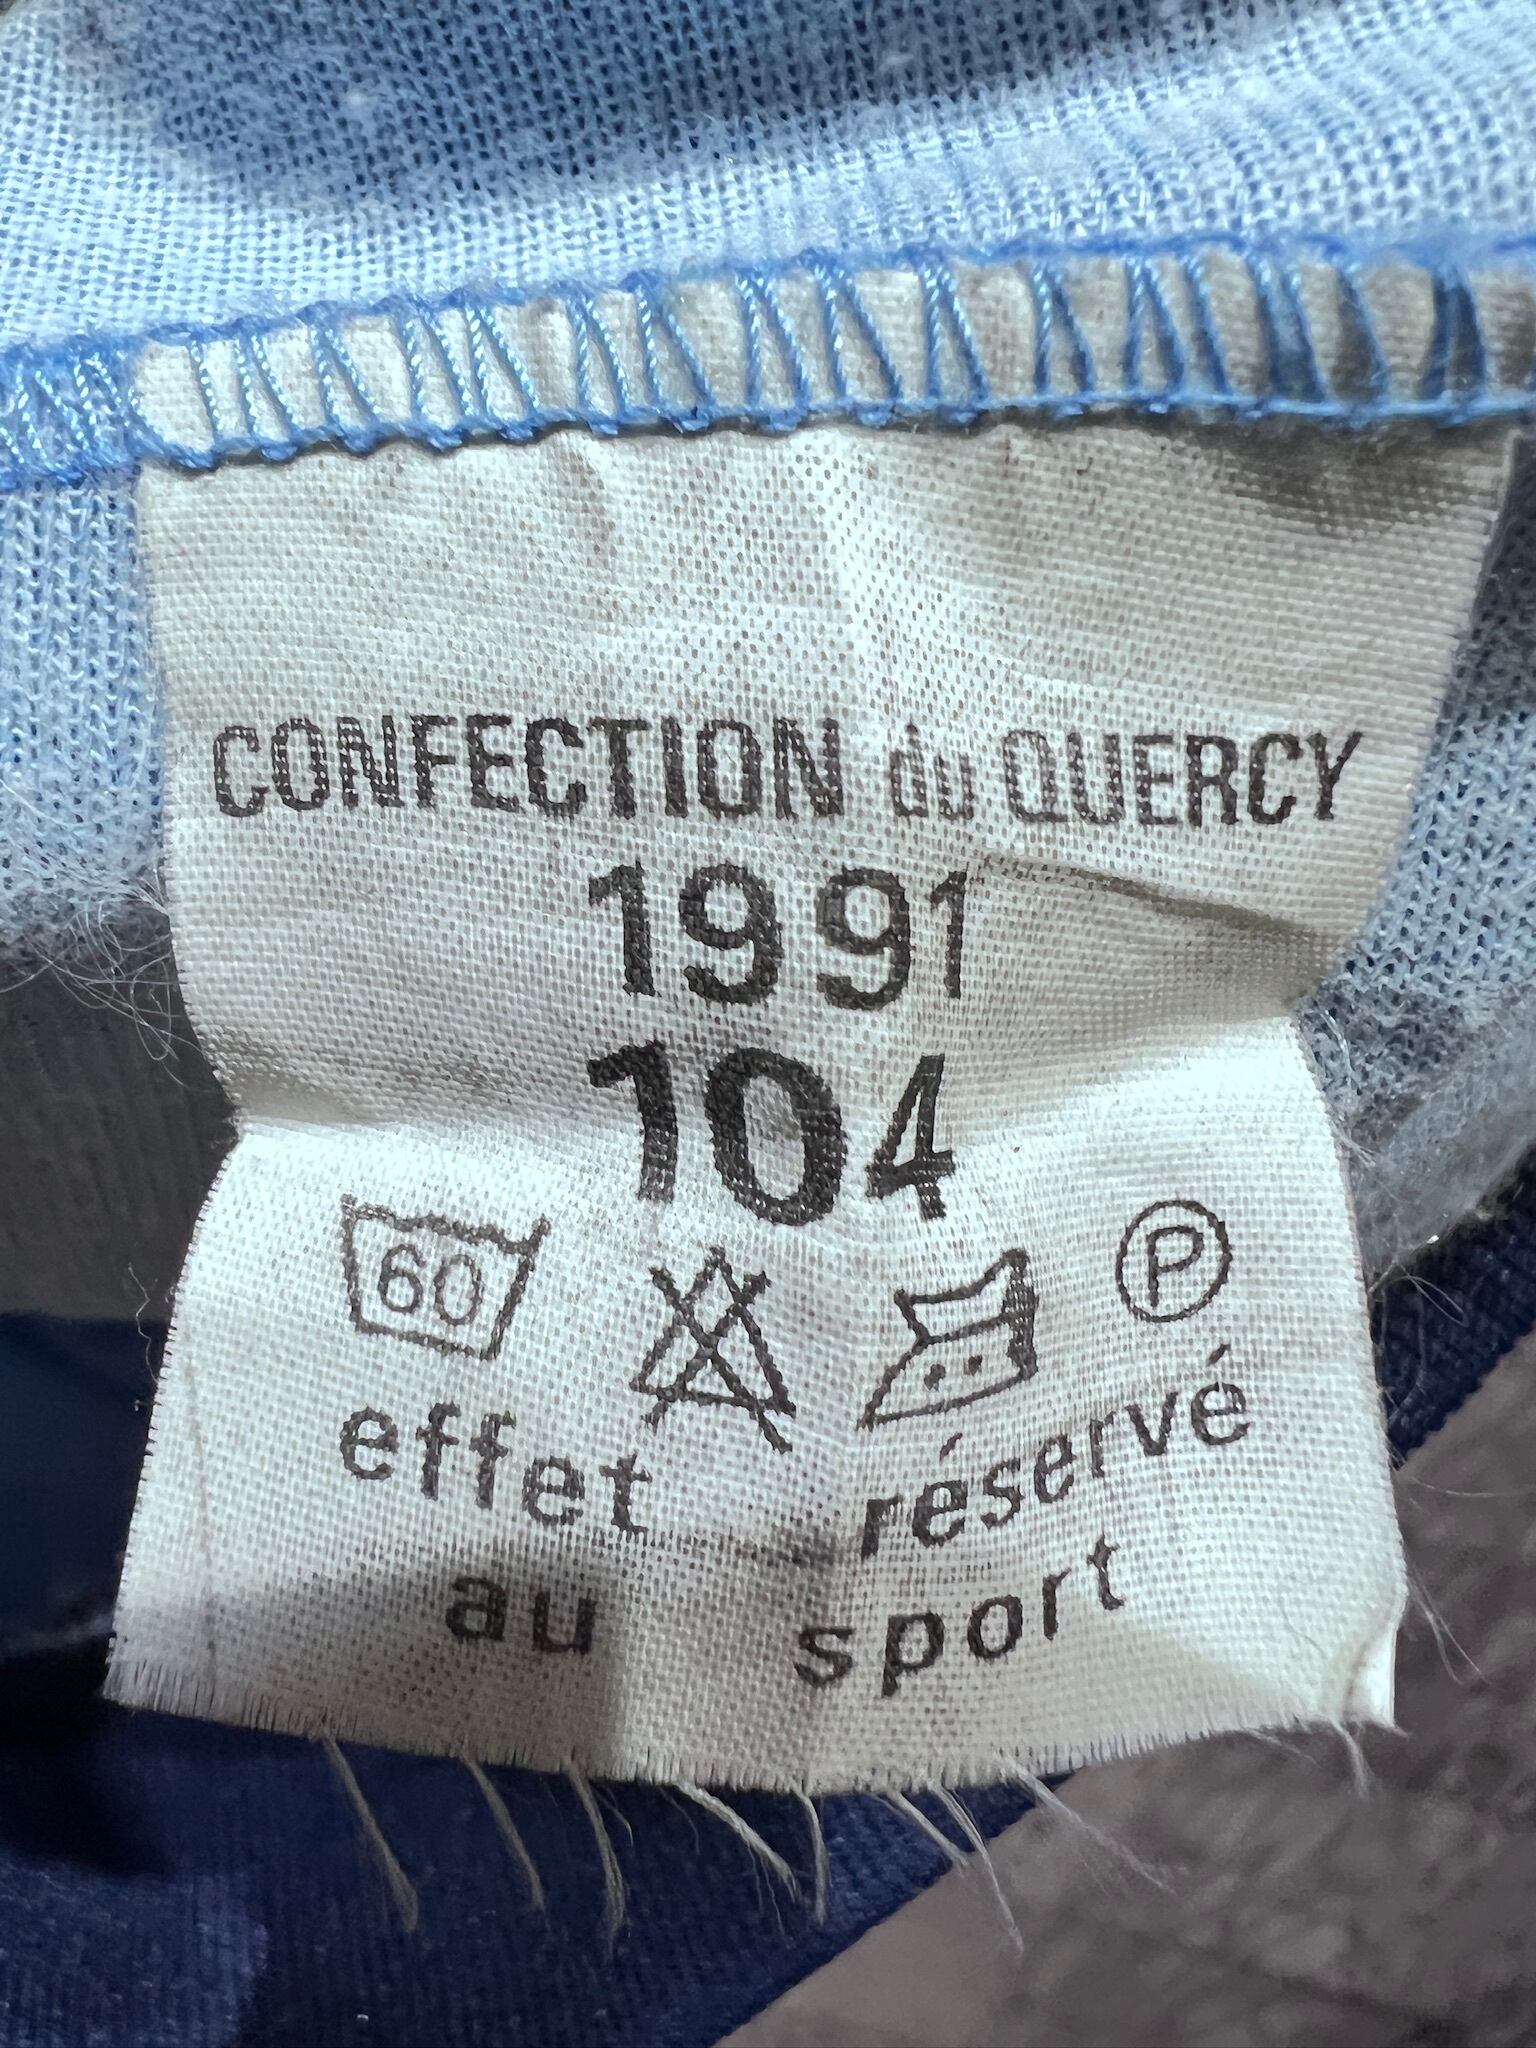 CONFECTION du QUERCY
1991
104
60
P
effet réservé
au sport